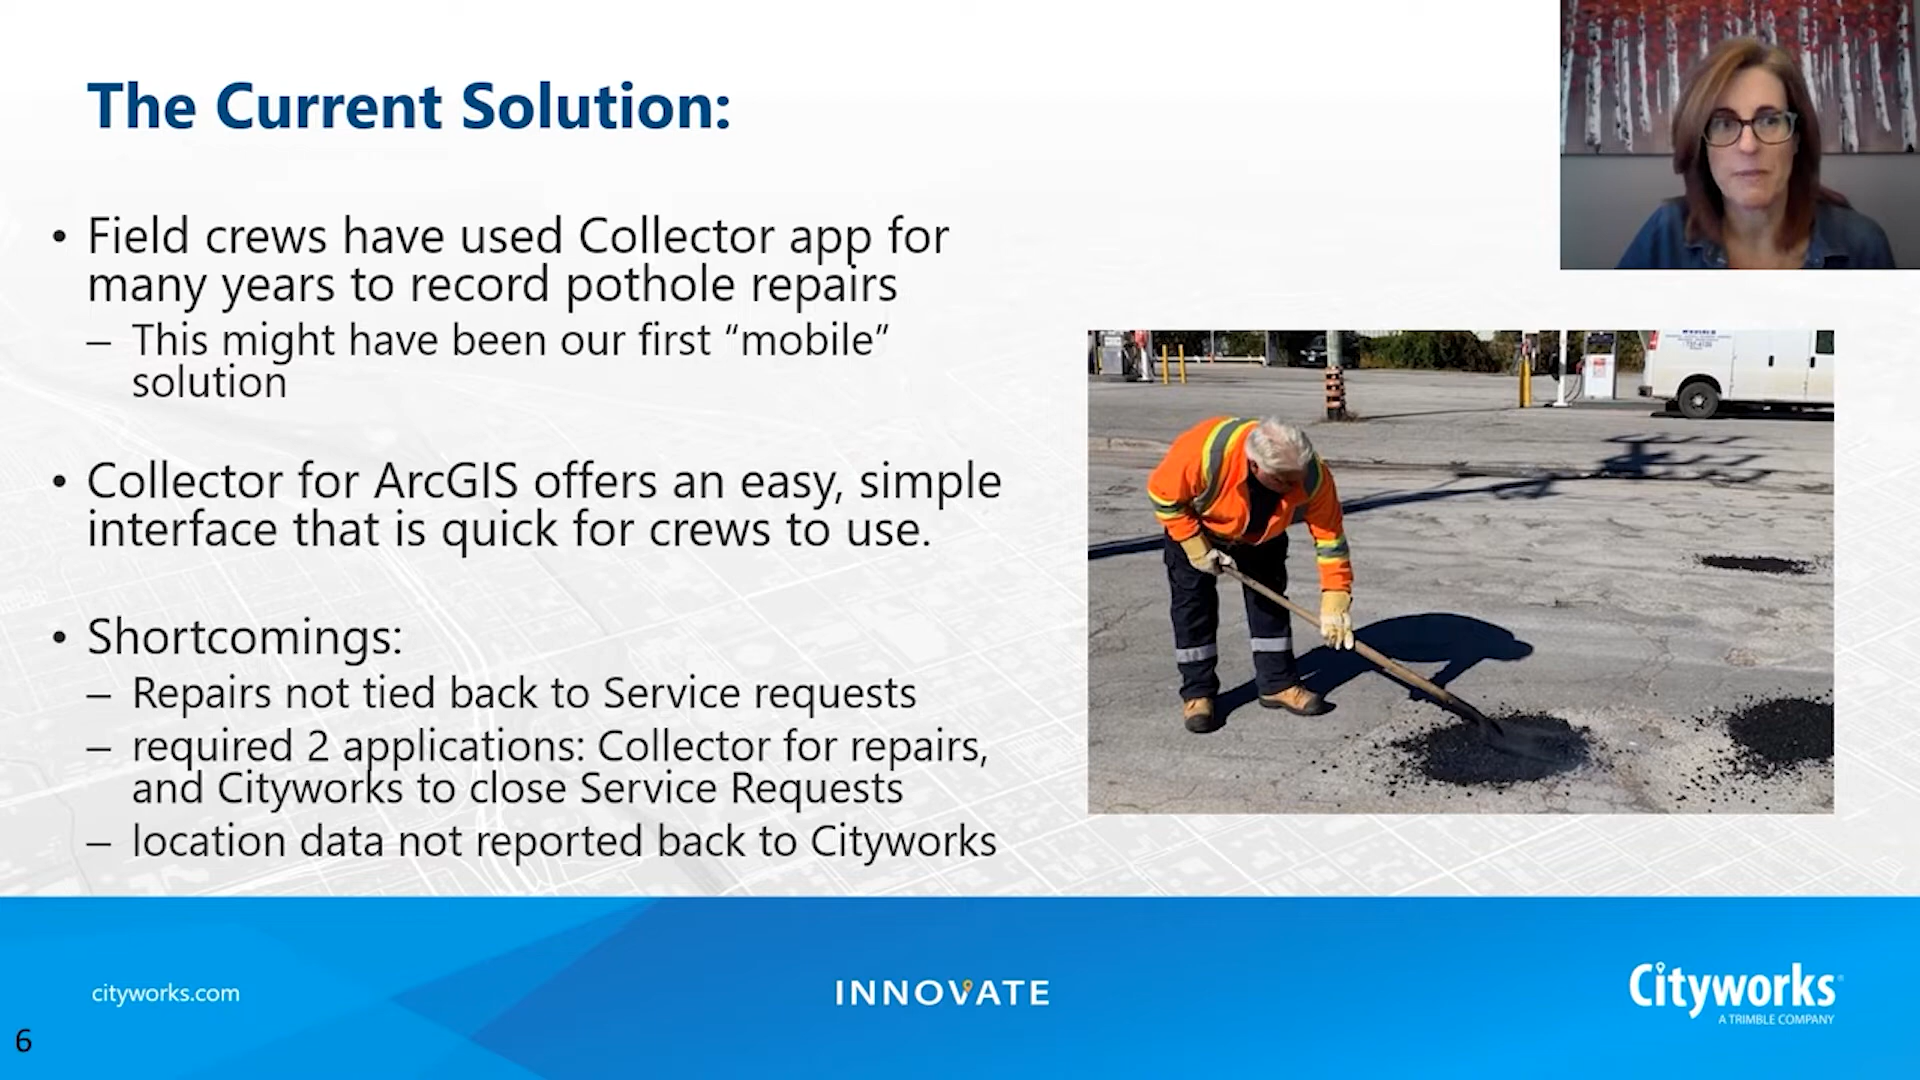 The Current Solution:
• Field crews have used Collector app for
many years to record pothole repairs
– This might have been our first “mobile”
solution
• Collector for ArcGIS offers an easy, simple
interface that is quick for crews to use.
• Shortcomings:
– Repairs not tied back to Service requests
– required 2 applications: Collector for repairs,
and Cityworks to close Service Requests
– location data not reported back to Cityworks
cityworks.com
INNOVATE
Cityworks
A TRIMBLE COMPANY
6